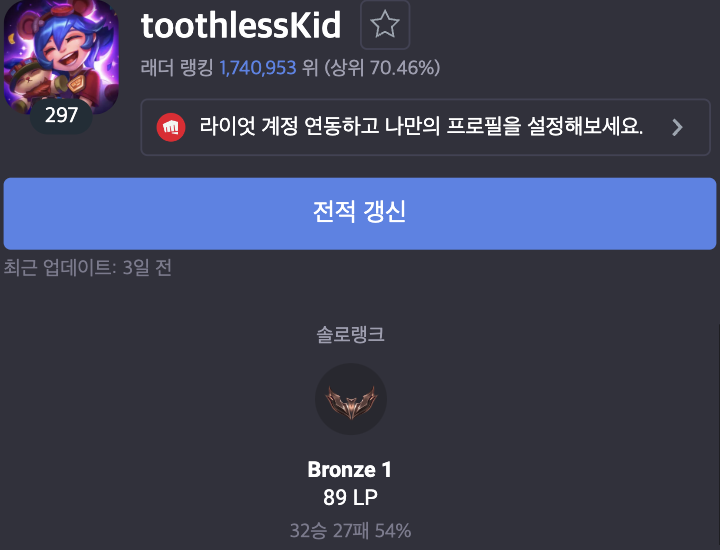 toothlessKid
래더 랭킹 1,740,953 위 (상위 70.46%)
297
라이엇 계정 연동하고 나만의 프로필을 설정해보세요.
전적 갱신
최근 업데이트: 3일 전
솔로랭크
Bronze 1
89 LP
32승 27패 54%